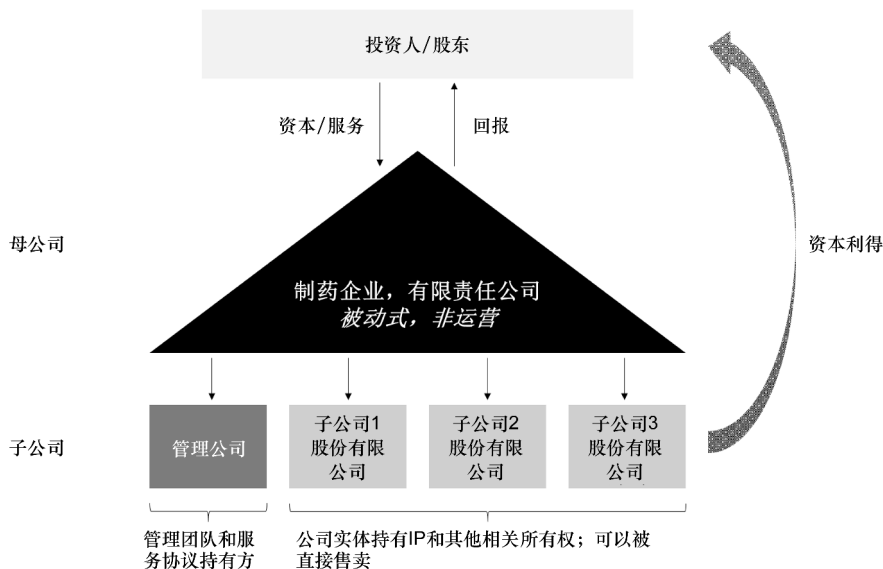 投资人/股东
资本/服务
回报
母公司
资本利得
制药企业，有限责任公司
被动式，非运营
子公司
管理公司
子公司1
股份有限
公司
子公司2
股份有限
公司
子公司3
股份有限
公司
管理团队和服
务协议持有方
公司实体持有IP和其他相关所有权；可以被
直接售卖